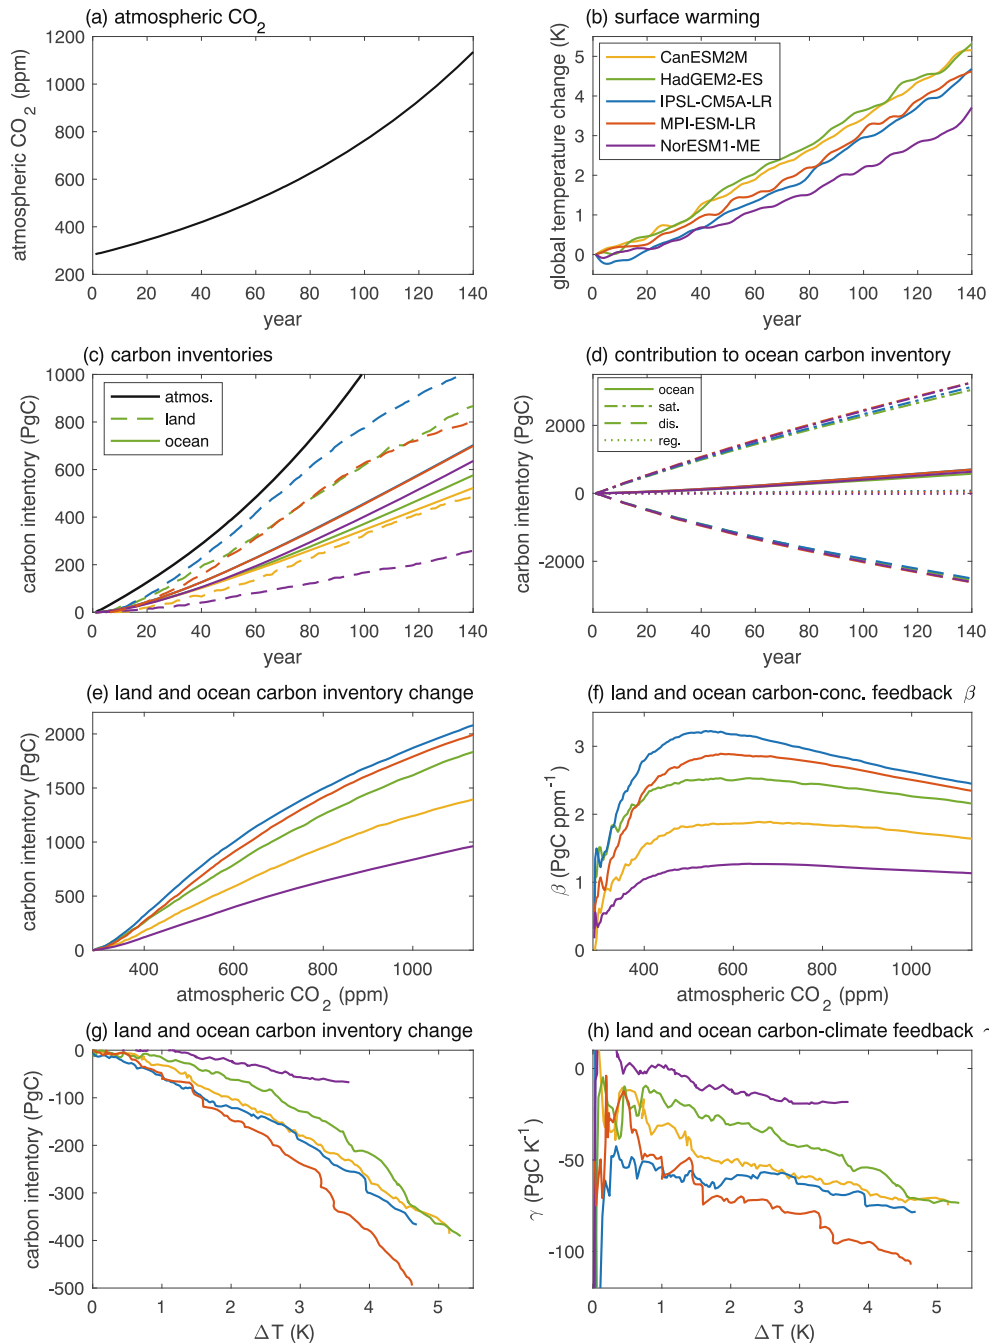 (a) atmospheric CO2
atmospheric CO2 (ppm)
1200
1000
800
600
400
200
0 20 40 60 80 100 120 140
year
(b) surface warming
global temperature change (K)
5
4
3
2
1
0
CanESM2M
HadGEM2-ES
IPSL-CM5A-LR
MPI-ESM-LR
NorESM1-ME
0 20 40 60 80 100 120 140
year
(c) carbon inventories
carbon intentory (PgC)
1000
800
600
400
200
0
atmos.
land
ocean
0 20 40 60 80 100 120 140
year
(d) contribution to ocean carbon inventory
carbon intentory (PgC)
2000
0
-2000
ocean
sat.
dis.
reg.
0 20 40 60 80 100 120 140
year
(e) land and ocean carbon inventory change
carbon intentory (PgC)
2000
1500
1000
500
0
400 600 800 1000
atmospheric CO2 (ppm)
(f) land and ocean carbon-conc. feedback β
β (PgC ppm-1)
3
2
1
0
400 600 800 1000
atmospheric CO2 (ppm)
(g) land and ocean carbon inventory change
carbon intentory (PgC)
0
-100
-200
-300
-400
-500
0 1 2 3 4 5
ΔT (K)
(h) land and ocean carbon-climate feedback
γ (PgC K-1)
0
-50
-100
0 1 2 3 4 5
ΔT (K)